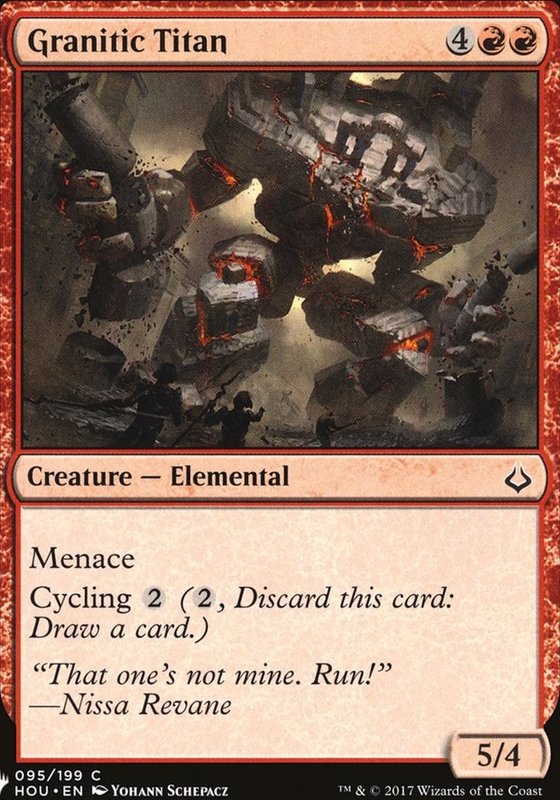 Granitic Titan 4
Creature — Elemental
Menace
Cycling 2 (2, Discard this card:
Draw a card.)
“That one’s not mine. Run!”
—Nissa Revane
5/4
095/199 C
HOU • EN Yohann Schepacz
™ & © 2017 Wizards of the Coast